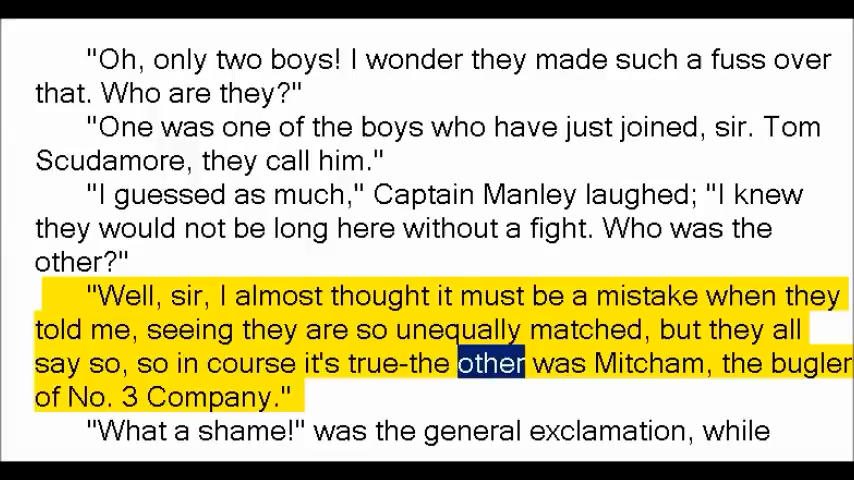 "Oh, only two boys! I wonder they made such a fuss over
that. Who are they?"
"One was one of the boys who have just joined, sir. Tom
Scudamore, they call him."
"I guessed as much," Captain Manley laughed; "I knew
they would not be long here without a fight. Who was the
other?"
"Well, sir, I almost thought it must be a mistake when they
told me, seeing they are so unequally matched, but they all
say so, so in course it's true-the other was Mitcham, the bugler
of No. 3 Company."
"What a shame!" was the general exclamation, while